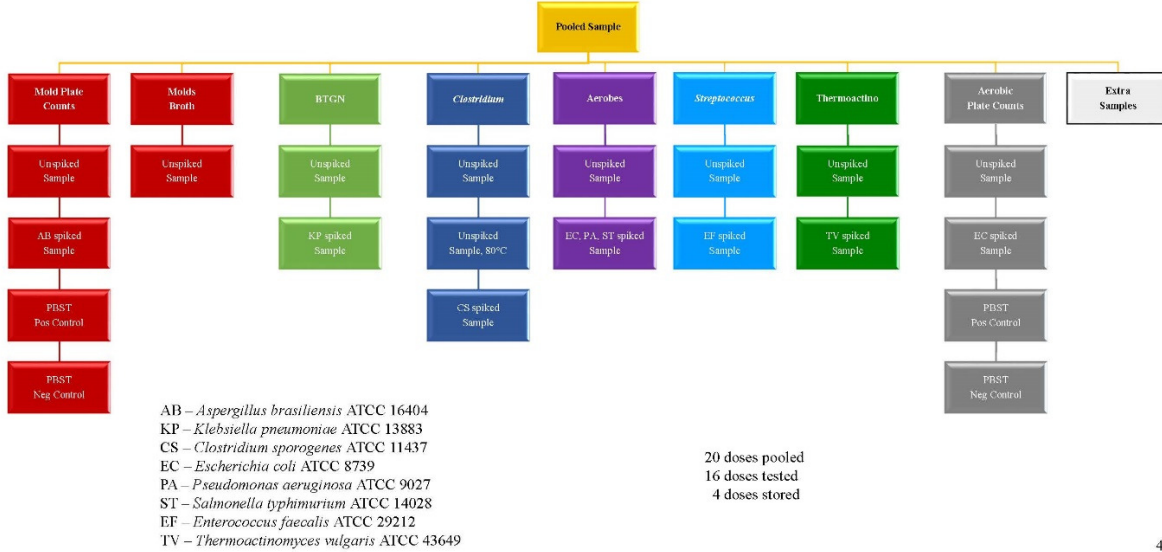 Pooled Sample
Mold Plate
Counts
Unspiked
Sample
AB spiked
Sample
PBST
Pos Control
PBST
Neg Control
Molds
Broth
Unspiked
Sample
BTGN
Unspiked
Sample
KP spiked
Sample
Clostridium
Unspiked
Sample
Unspiked
Sample, 80°C
CS spiked
Sample
Aerobes
Unspiked
Sample
EC, PA, ST spiked
Sample
Streptococcus
Unspiked
Sample
EF spiked
Sample
Thermoactino
Unspiked
Sample
TV spiked
Sample
Aerobic
Plate Counts
Unspiked
Sample
EC spiked
Sample
PBST
Pos Control
PBST
Neg Control
Extra
Samples
AB – Aspergillus brasiliensis ATCC 16404
KP – Klebsiella pneumoniae ATCC 13883
CS – Clostridium sporogenes ATCC 11437
EC – Escherichia coli ATCC 8739
PA – Pseudomonas aeruginosa ATCC 9027
ST – Salmonella typhimurium ATCC 14028
EF – Enterococcus faecalis ATCC 29212
TV – Thermoactinomyces vulgaris ATCC 43649
20 doses pooled
16 doses tested
4 doses stored
4